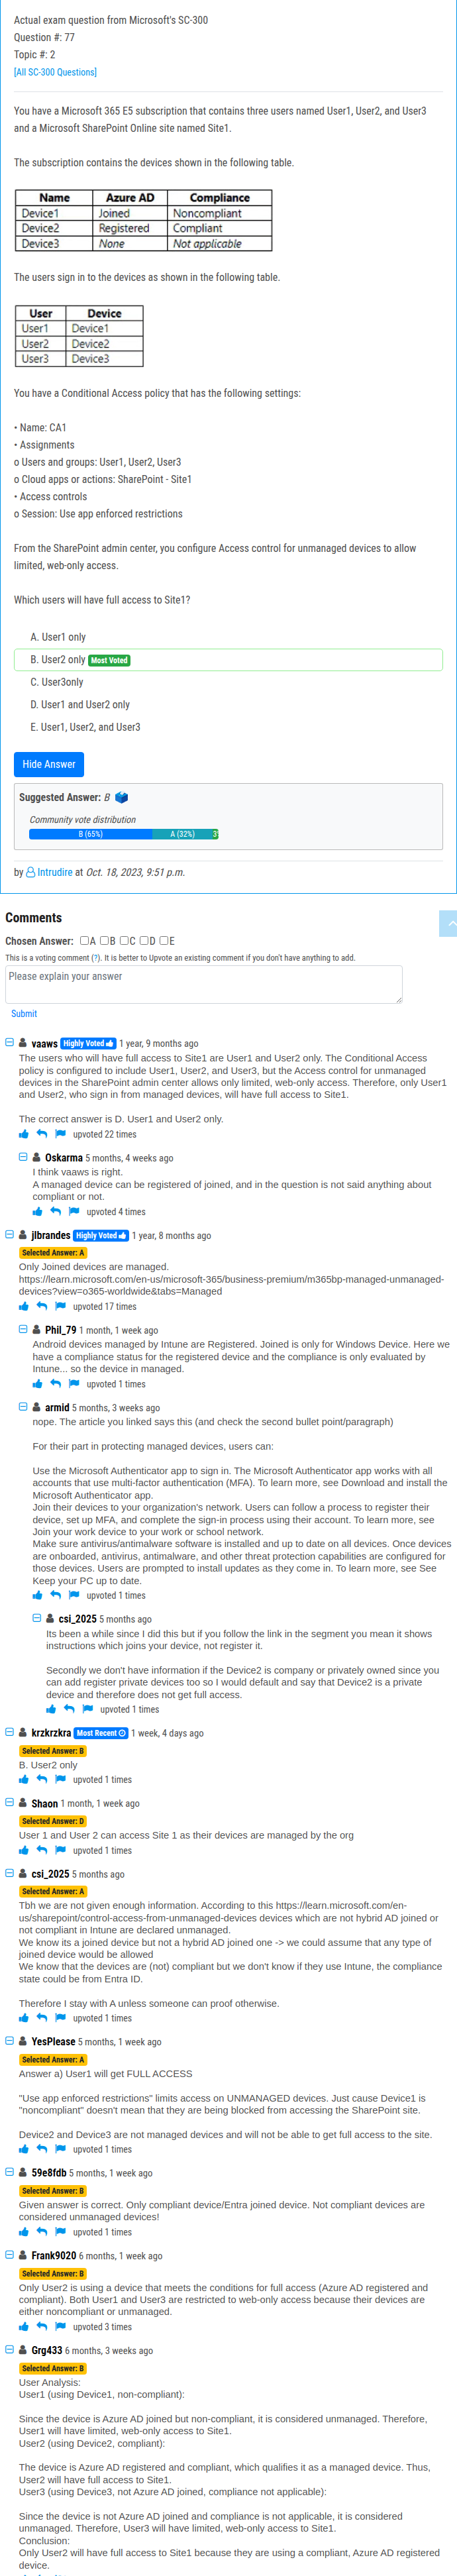 Actual exam question from Microsoft's SC-300
Question #: 77
Topic #: 2
[All SC-300 Questions]
You have a Microsoft 365 E5 subscription that contains three users named User1, User2, and User3
and a Microsoft SharePoint Online site named Site1.
The subscription contains the devices shown in the following table.
Name Azure AD Compliance
Device1 Joined Noncompliant
Device2 Registered Compliant
Device3 None Not applicable
The users sign in to the devices as shown in the following table.
User Device
User1 Device1
User2 Device2
User3 Device3
You have a Conditional Access policy that has the following settings:
• Name: CA1
• Assignments
o Users and groups: User1, User2, User3
o Cloud apps or actions: SharePoint - Site1
• Access controls
o Session: Use app enforced restrictions
From the SharePoint admin center, you configure Access control for unmanaged devices to allow
limited, web-only access.
Which users will have full access to Site1?
A. User1 only
B. User2 only Most Voted
C. User3only
D. User1 and User2 only
E. User1, User2, and User3
Hide Answer
Suggested Answer: B
Community vote distribution
B (65%) A (32%) 3
by Intrudire at Oct. 18, 2023, 9:51 p.m.
Comments
Chosen Answer: A B C D E
This is a voting comment (?). It is better to Upvote an existing comment if you don't have anything to add.
Please explain your answer
Submit
vaaws Highly Voted 1 year, 9 months ago
The users who will have full access to Site1 are User1 and User2 only. The Conditional Access
policy is configured to include User1, User2, and User3, but the Access control for unmanaged
devices in the SharePoint admin center allows only limited, web-only access. Therefore, only User1
and User2, who sign in from managed devices, will have full access to Site1.
The correct answer is D. User1 and User2 only.
upvoted 22 times
Oskarma 5 months, 4 weeks ago
I think vaaws is right.
A managed device can be registered of joined, and in the question is not said anything about
compliant or not.
upvoted 4 times
jlbrandes Highly Voted 1 year, 8 months ago
Selected Answer: A
Only Joined devices are managed.
https://learn.microsoft.com/en-us/microsoft-365/business-premium/m365bp-managed-unmanaged-
devices?view=o365-worldwide&tabs=Managed
upvoted 17 times
Phil_79 1 month, 1 week ago
Android devices managed by Intune are Registered. Joined is only for Windows Device. Here we
have a compliance status for the registered device and the compliance is only evaluated by
Intune... so the device in managed.
upvoted 1 times
armid 5 months, 3 weeks ago
nope. The article you linked says this (and check the second bullet point/paragraph)
For their part in protecting managed devices, users can:
Use the Microsoft Authenticator app to sign in. The Microsoft Authenticator app works with all
accounts that use multi-factor authentication (MFA). To learn more, see Download and install the
Microsoft Authenticator app.
Join their devices to your organization's network. Users can follow a process to register their
device, set up MFA, and complete the sign-in process using their account. To learn more, see
Join your work device to your work or school network.
Make sure antivirus/antimalware software is installed and up to date on all devices. Once devices
are onboarded, antivirus, antimalware, and other threat protection capabilities are configured for
those devices. Users are prompted to install updates as they come in. To learn more, see See
Keep your PC up to date.
upvoted 1 times
csi_2025 5 months ago
Its been a while since I did this but if you follow the link in the segment you mean it shows
instructions which joins your device, not register it.
Secondly we don't have information if the Device2 is company or privately owned since you
can add register private devices too so I would default and say that Device2 is a private
device and therefore does not get full access.
upvoted 1 times
krzkrzkra Most Recent 1 week, 4 days ago
Selected Answer: B
B. User2 only
upvoted 1 times
Shaon 1 month, 1 week ago
Selected Answer: D
User 1 and User 2 can access Site 1 as their devices are managed by the org
upvoted 1 times
csi_2025 5 months ago
Selected Answer: A
Tbh we are not given enough information. According to this https://learn.microsoft.com/en-
us/sharepoint/control-access-from-unmanaged-devices devices which are not hybrid AD joined or
not compliant in Intune are declared unmanaged.
We know its a joined device but not a hybrid AD joined one -> we could assume that any type of
joined device would be allowed
We know that the devices are (not) compliant but we don't know if they use Intune, the compliance
state could be from Entra ID.
Therefore I stay with A unless someone can proof otherwise.
upvoted 1 times
YesPlease 5 months, 1 week ago
Selected Answer: A
Answer a) User1 will get FULL ACCESS
"Use app enforced restrictions" limits access on UNMANAGED devices. Just cause Device1 is
"noncompliant" doesn't mean that they are being blocked from accessing the SharePoint site.
Device2 and Device3 are not managed devices and will not be able to get full access to the site.
upvoted 1 times
59e8fdb 5 months, 1 week ago
Selected Answer: B
Given answer is correct. Only compliant device/Entra joined device. Not compliant devices are
considered unmanaged devices!
upvoted 1 times
Frank9020 6 months, 1 week ago
Selected Answer: B
Only User2 is using a device that meets the conditions for full access (Azure AD registered and
compliant). Both User1 and User3 are restricted to web-only access because their devices are
either noncompliant or unmanaged.
upvoted 3 times
Grg433 6 months, 3 weeks ago
Selected Answer: B
User Analysis:
User1 (using Device1, non-compliant):
Since the device is Azure AD joined but non-compliant, it is considered unmanaged. Therefore,
User1 will have limited, web-only access to Site1.
User2 (using Device2, compliant):
The device is Azure AD registered and compliant, which qualifies it as a managed device. Thus,
User2 will have full access to Site1.
User3 (using Device3, not Azure AD joined, compliance not applicable):
Since the device is not Azure AD joined and compliance is not applicable, it is considered
unmanaged. Therefore, User3 will have limited, web-only access to Site1.
Conclusion:
Only User2 will have full access to Site1 because they are using a compliant, Azure AD registered
device.